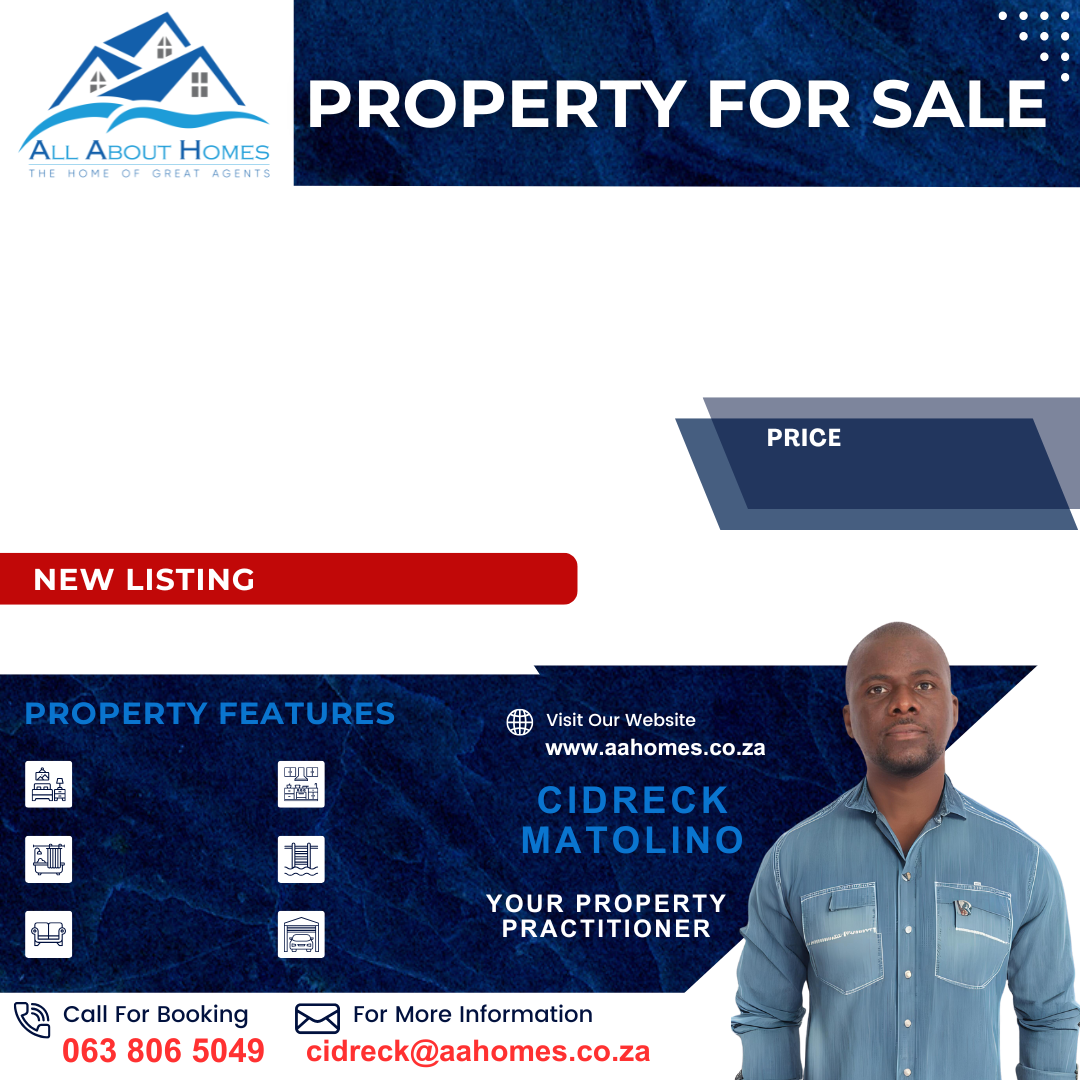 ALL ABOUT HOMES
THE HOME OF GREAT AGENTS
PROPERTY FOR SALE
PRICE
NEW LISTING
PROPERTY FEATURES
Visit Our Website
www.aahomes.co.za
CIDRECK
MATOLINO
YOUR PROPERTY
PRACTITIONER
Call For Booking
063 806 5049
For More Information
cidreck@aahomes.co.za